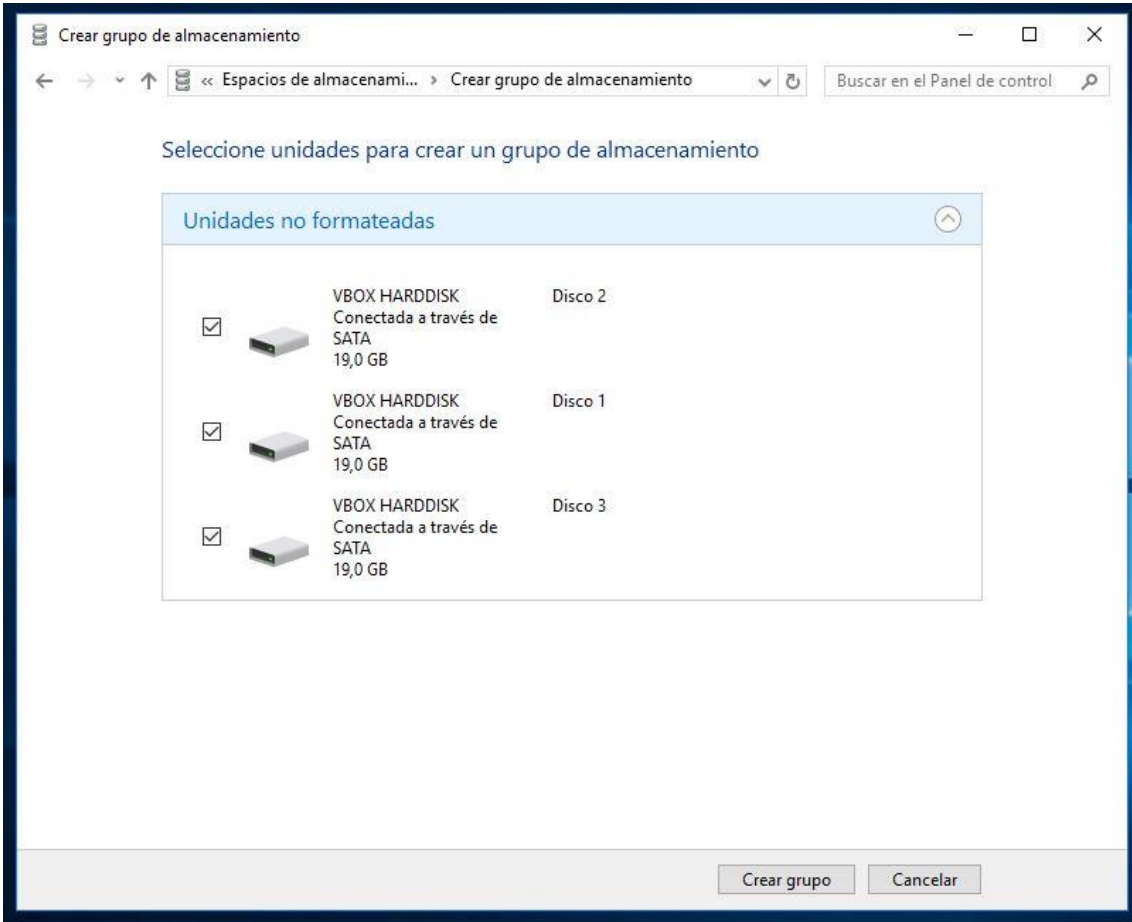 Crear grupo de almacenamiento
« Espacios de almacenami... › Crear grupo de almacenamiento
Buscar en el Panel de control
Seleccione unidades para crear un grupo de almacenamiento
Unidades no formateadas
VBOX HARDDISK Disco 2
Conectada a través de
SATA
19,0 GB
VBOX HARDDISK Disco 1
Conectada a través de
SATA
19,0 GB
VBOX HARDDISK Disco 3
Conectada a través de
SATA
19,0 GB
Crear grupo Cancelar